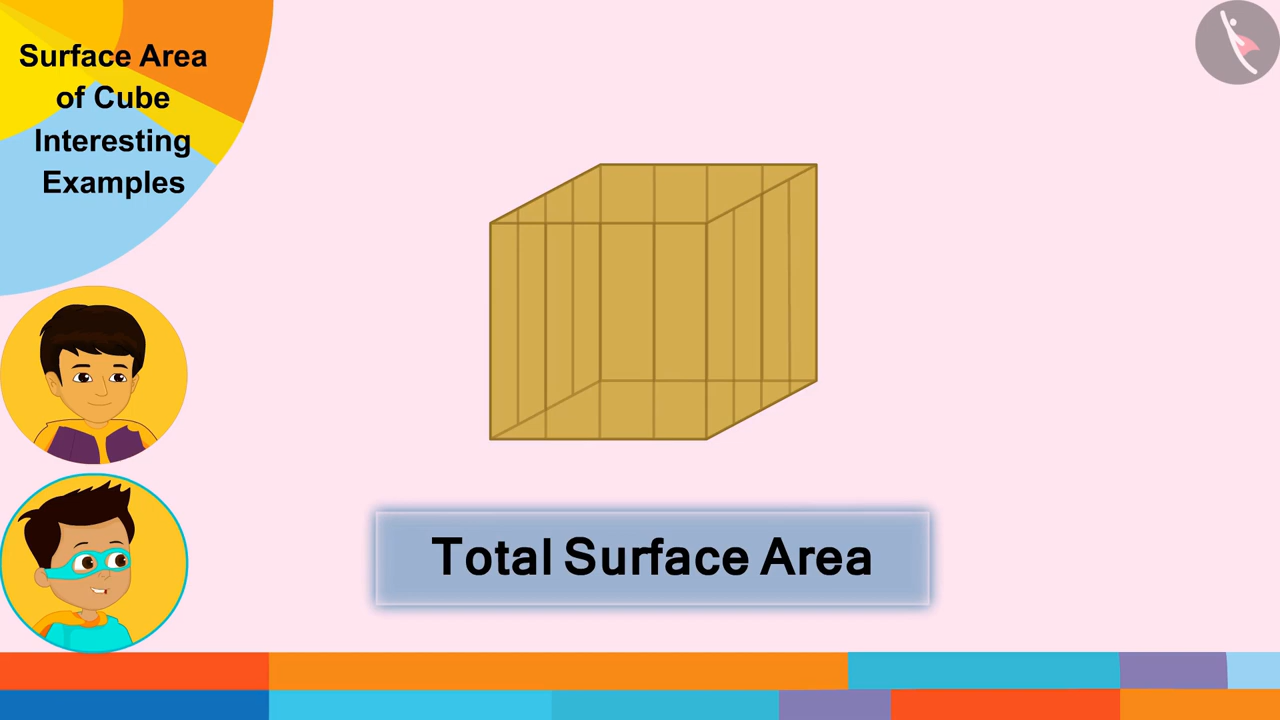 Surface Area
of Cube
Interesting
Examples
Total Surface Area